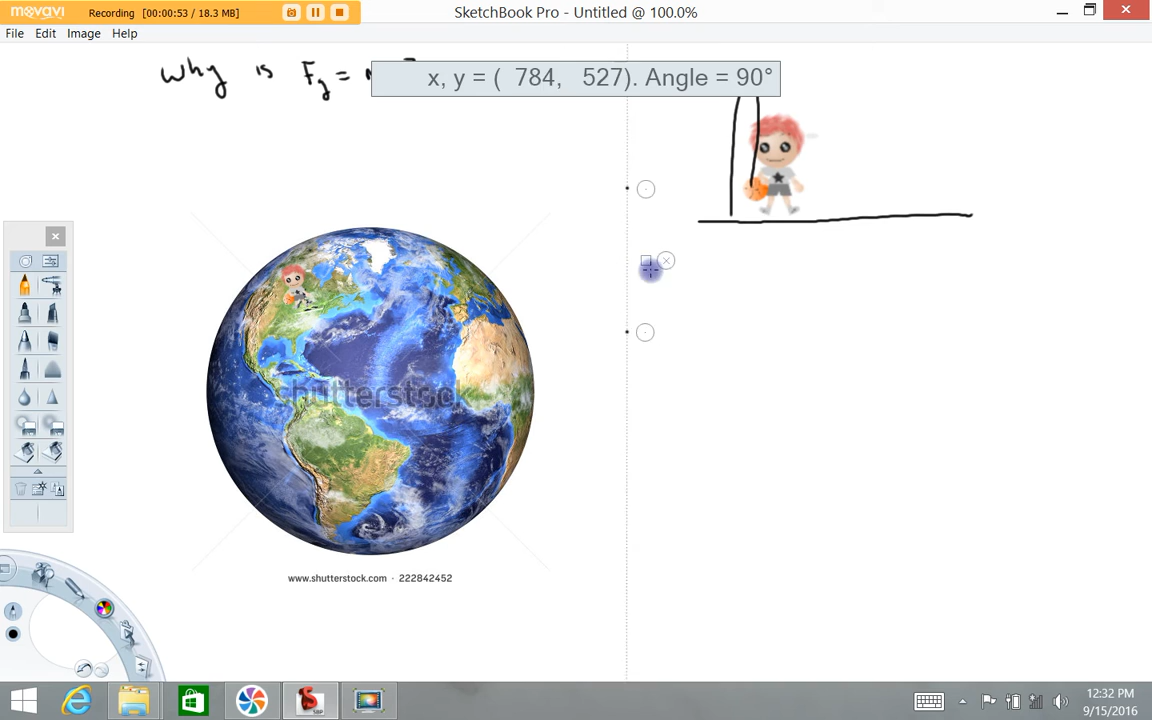 movavi Recording [00:00:53 / 18.3 MB]
SketchBook Pro - Untitled @ 100.0%
File Edit Image Help
Why is Fg =
x, y = ( 784, 527). Angle = 90°
shutterstock
www.shutterstock.com · 222842452
12:32 PM
9/15/2016